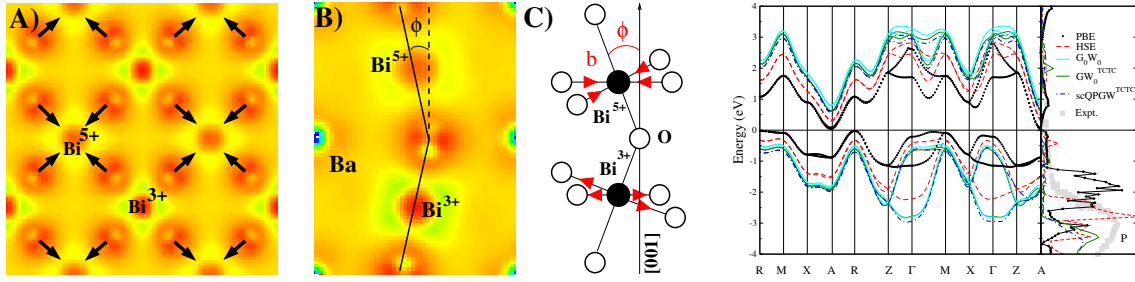 A)
Bi5+
Bi3+
B)
ϕ
Bi5+
Ba
Bi3+
C)
ϕ
b
Bi5+
O
Bi3+
[001]
Energy (eV)
3
2
1
0
-1
-2
-3
-4
R M X A R Z Γ M X Γ Z A
PBE
HSE
G0W0
GW0TCTC
scQPGWTCTC
Expt.
P